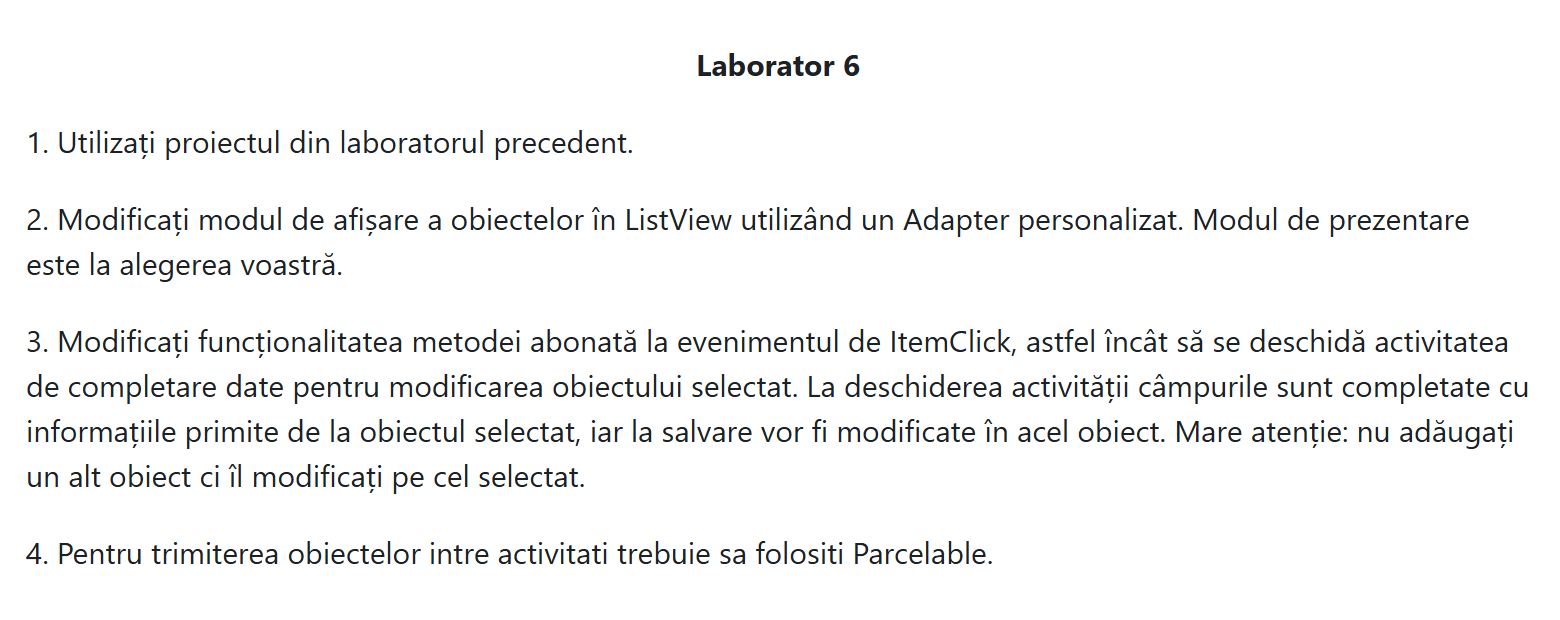 Laborator 6
1. Utilizați proiectul din laboratorul precedent.
2. Modificați modul de afișare a obiectelor în ListView utilizând un Adapter personalizat. Modul de prezentare
este la alegerea voastră.
3. Modificați funcționalitatea metodei abonată la evenimentul de ItemClick, astfel încât să se deschidă activitatea
de completare date pentru modificarea obiectului selectat. La deschiderea activității câmpurile sunt completate cu
informațiile primite de la obiectul selectat, iar la salvare vor fi modificate în acel obiect. Mare atenție: nu adăugați
un alt obiect ci îl modificați pe cel selectat.
4. Pentru trimiterea obiectelor intre activitati trebuie sa folositi Parcelable.